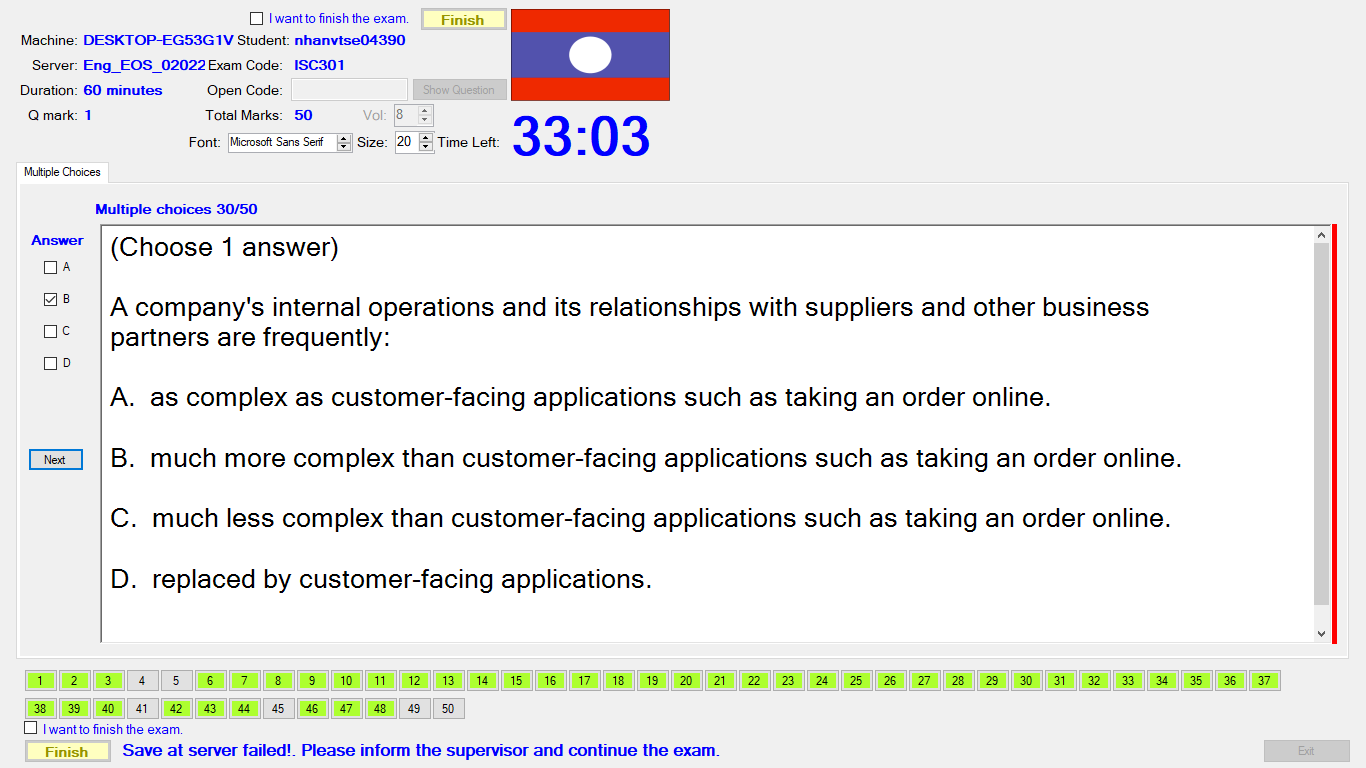 I want to finish the exam. Finish
Machine: DESKTOP-EG53G1V Student: nhanvtse04390
Server: Eng_EOS_02022 Exam Code: ISC301
Duration: 60 minutes Open Code: Show Question
Q mark: 1 Total Marks: 50 Vol: 8
Font: Microsoft Sans Serif Size: 20 Time Left: 33:03
Multiple Choices
Multiple choices 30/50
Answer
A
B
C
D
Next
(Choose 1 answer)
A company's internal operations and its relationships with suppliers and other business
partners are frequently:
A. as complex as customer-facing applications such as taking an order online.
B. much more complex than customer-facing applications such as taking an order online.
C. much less complex than customer-facing applications such as taking an order online.
D. replaced by customer-facing applications.
1 2 3 4 5 6 7 8 9 10 11 12 13 14 15 16 17 18 19 20 21 22 23 24 25 26 27 28 29 30 31 32 33 34 35 36 37
38 39 40 41 42 43 44 45 46 47 48 49 50
I want to finish the exam.
Finish Save at server failed!. Please inform the supervisor and continue the exam. Exit